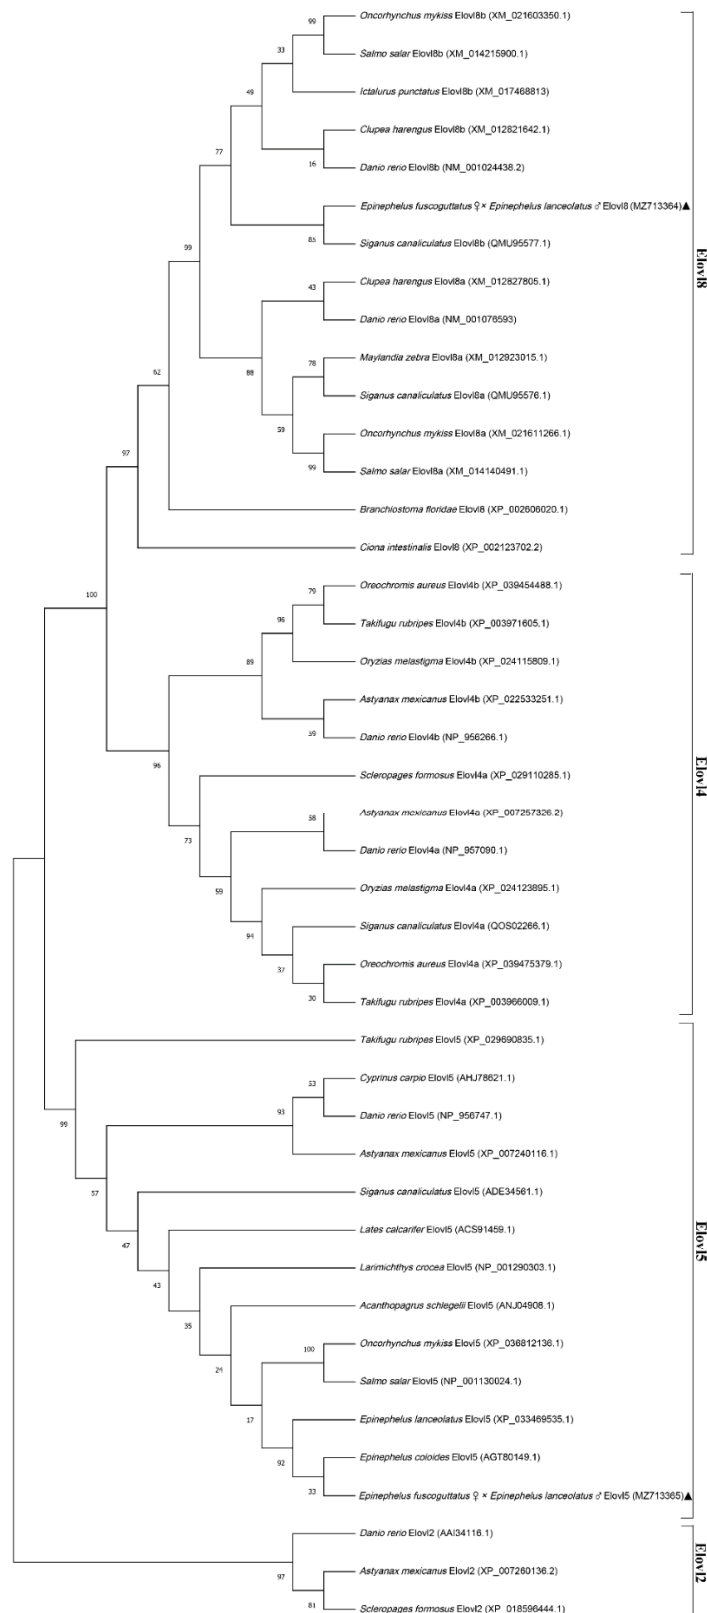 99
Oncorhynchus mykiss Elovl8b (XM_021603350.1)
33
Salmo salar Elovl8b (XM_014215900.1)
49
Ictalurus punctatus Elovl8b (XM_017468813)
Clupea harengus Elovl8b (XM_012821642.1)
77
16
Danio rerio Elovl8b (NM_001024438.2)
Epinephelus fuscoguttatus ♀ × Epinephelus lanceolatus ♂ Elovl8 (MZ713364)▲
99
85
Siganus canaliculatus Elovl8b (QMU95577.1)
Elovl8
43
Clupea harengus Elovl8a (XM_012827805.1)
Danio rerio Elovl8a (NM_001076593)
78
Maylandia zebra Elovl8a (XM_012923015.1)
62
88
Siganus canaliculatus Elovl8a (QMU95576.1)
59
Oncorhynchus mykiss Elovl8a (XM_021611266.1)
97
99
Salmo salar Elovl8a (XM_014140491.1)
Branchiostoma floridae Elovl8 (XP_002606020.1)
Ciona intestinalis Elovl8 (XP_002123702.2)
100
79
Oreochromis aureus Elovl4b (XP_039454488.1)
96
Takifugu rubripes Elovl4b (XP_003971605.1)
89
Oryzias melastigma Elovl4b (XP_024115809.1)
Astyanax mexicanus Elovl4b (XP_022533251.1)
59
Danio rerio Elovl4b (NP_956266.1)
96
Scleropages formosus Elovl4a (XP_029110285.1)
Elovl4
73
58
Astyanax mexicanus Elovl4a (XP_007257326.2)
Danio rerio Elovl4a (NP_957090.1)
59
Oryzias melastigma Elovl4a (XP_024123895.1)
94
Siganus canaliculatus Elovl4a (QOS02266.1)
37
Oreochromis aureus Elovl4a (XP_039475379.1)
30
Takifugu rubripes Elovl4a (XP_003966009.1)
Takifugu rubripes Elovl5 (XP_029690835.1)
53
Cyprinus carpio Elovl5 (AHJ78621.1)
93
Danio rerio Elovl5 (NP_956747.1)
99
Astyanax mexicanus Elovl5 (XP_007240116.1)
57
Siganus canaliculatus Elovl5 (ADE34561.1)
47
Lates calcarifer Elovl5 (ACS91459.1)
43
Larimichthys crocea Elovl5 (NP_001290303.1)
Elovl5
35
Acanthopagrus schlegelii Elovl5 (ANJ04908.1)
24
100
Oncorhynchus mykiss Elovl5 (XP_036812136.1)
Salmo salar Elovl5 (NP_001130024.1)
17
Epinephelus lanceolatus Elovl5 (XP_033469535.1)
92
Epinephelus coioides Elovl5 (AGT80149.1)
33
Epinephelus fuscoguttatus ♀ × Epinephelus lanceolatus ♂ Elovl5 (MZ713365)▲
Danio rerio Elovl2 (AAI34116.1)
97
Astyanax mexicanus Elovl2 (XP_007260136.2)
81
Scleropages formosus Elovl2 (XP_018596444.1)
Elovl2